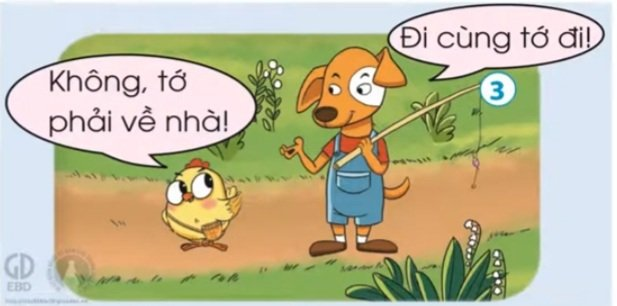 Đi cùng tớ đi!
Không, tớ
phải về nhà!
3
GD
EBD